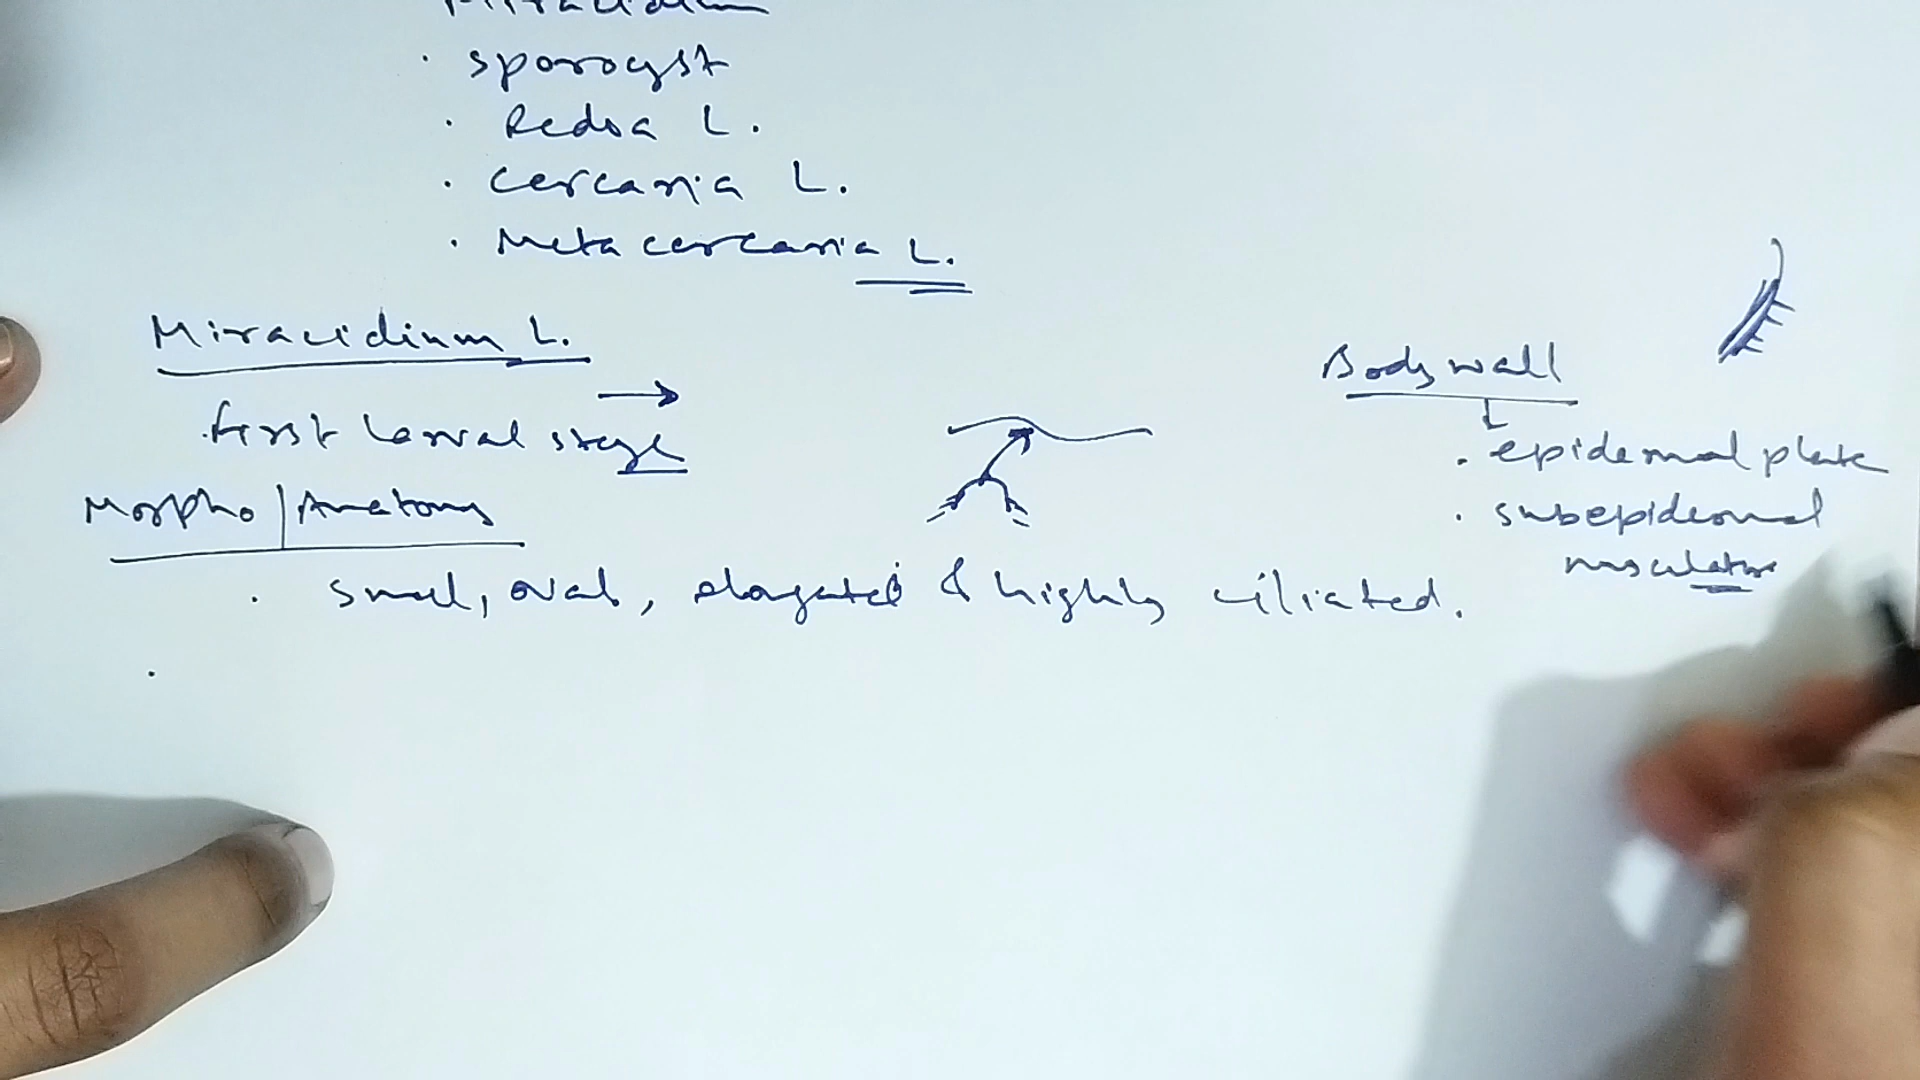 Miracidium
. sporocyst
. Redia L.
. cercaria L.
. Meta cercaria L.
Miracidium L.
. first larval stage
Morpho | Anatomy
. small, oval, elongated & highly ciliated.
.
Body wall
. epidermal plate
. subepidermal
musculature